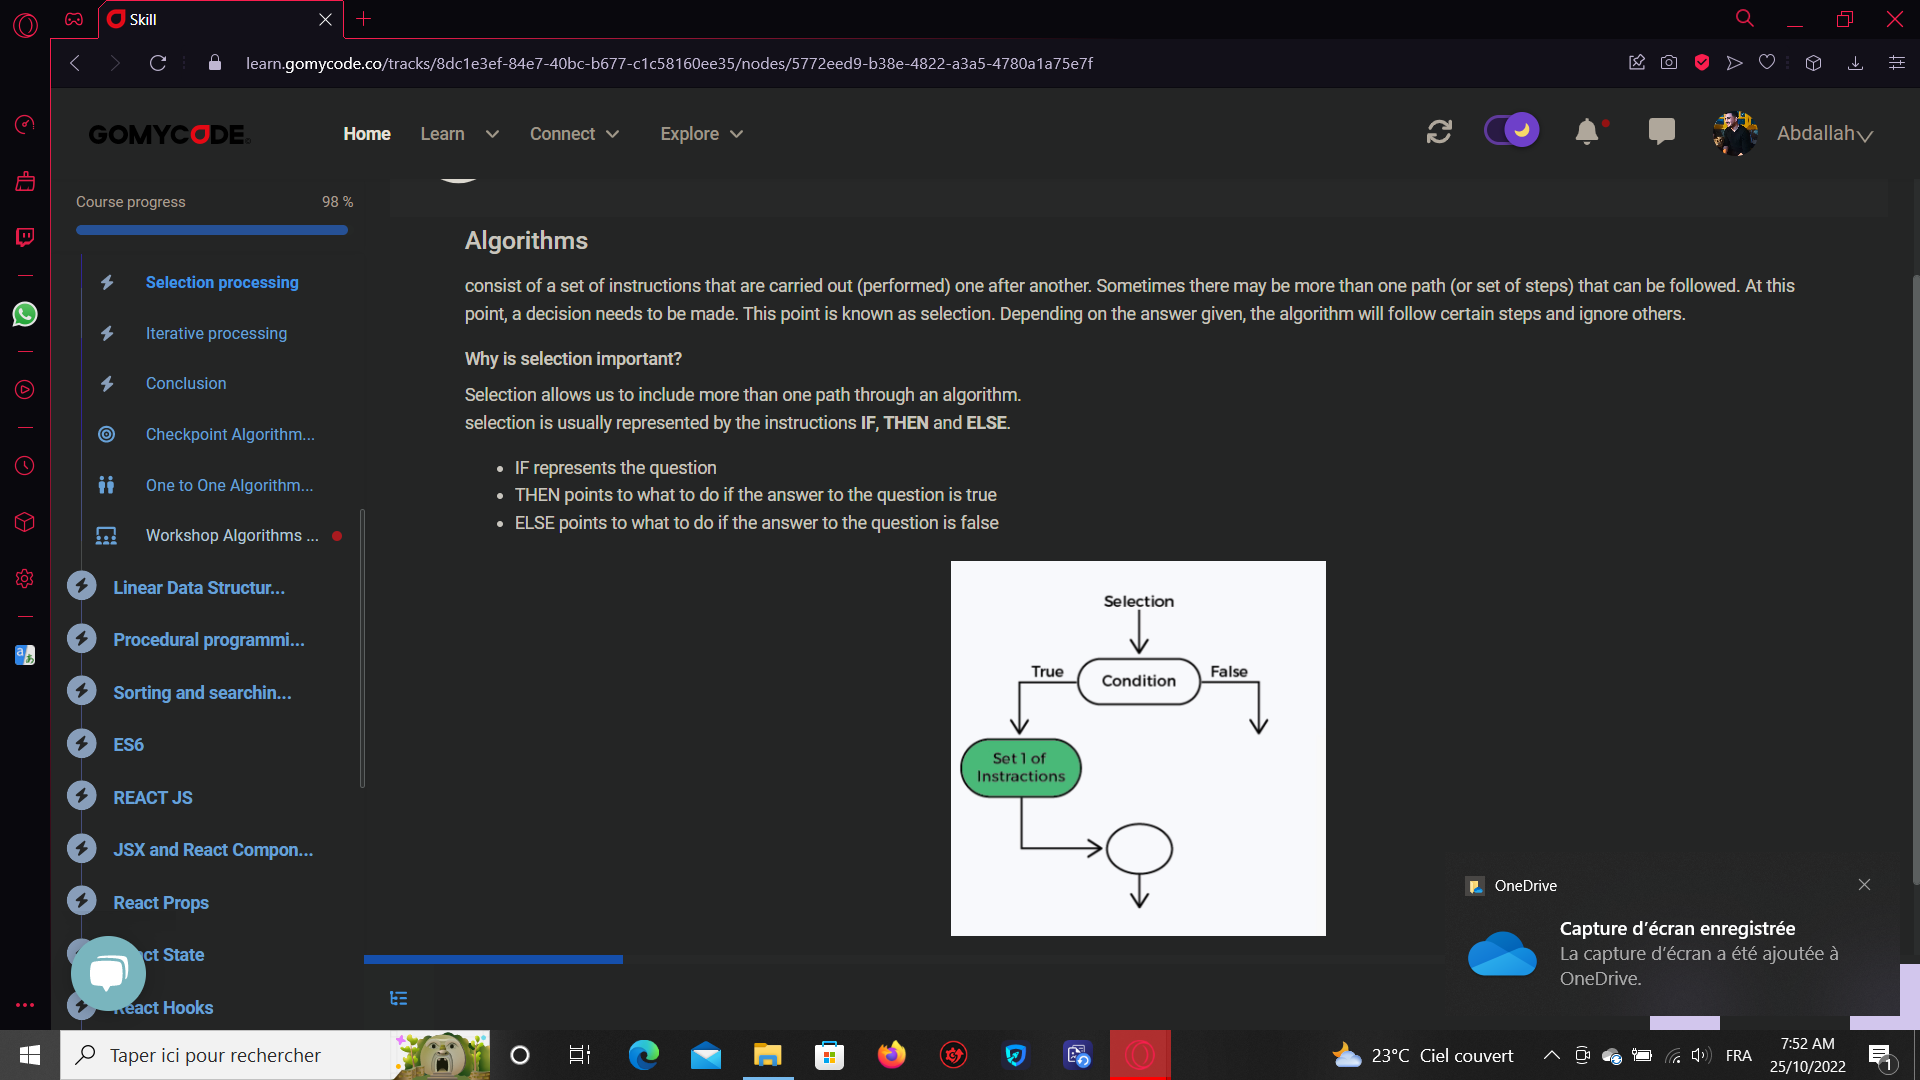 Skill
learn.gomycode.co/tracks/8dc1e3ef-84e7-40bc-b677-c1c58160ee35/nodes/5772eed9-b38e-4822-a3a5-4780a1a75e7f
GOMYCODE
Home
Learn
Connect
Explore
Abdallah
Course progress
98 %
Selection processing
Iterative processing
Conclusion
Checkpoint Algorithm...
One to One Algorithm...
Workshop Algorithms ...
Linear Data Structur...
Procedural programmi...
Sorting and searchin...
ES6
REACT JS
JSX and React Compon...
React Props
ct State
eact Hooks
Algorithms
consist of a set of instructions that are carried out (performed) one after another. Sometimes there may be more than one path (or set of steps) that can be followed. At this
point, a decision needs to be made. This point is known as selection. Depending on the answer given, the algorithm will follow certain steps and ignore others.
Why is selection important?
Selection allows us to include more than one path through an algorithm.
selection is usually represented by the instructions IF, THEN and ELSE.
IF represents the question
THEN points to what to do if the answer to the question is true
ELSE points to what to do if the answer to the question is false
Selection
True
Condition
False
Set 1 of
Instractions
OneDrive
Capture d'écran enregistrée
La capture d'écran a été ajoutée à
OneDrive.
Taper ici pour rechercher
23°C Ciel couvert
FRA
7:52 AM
25/10/2022
1